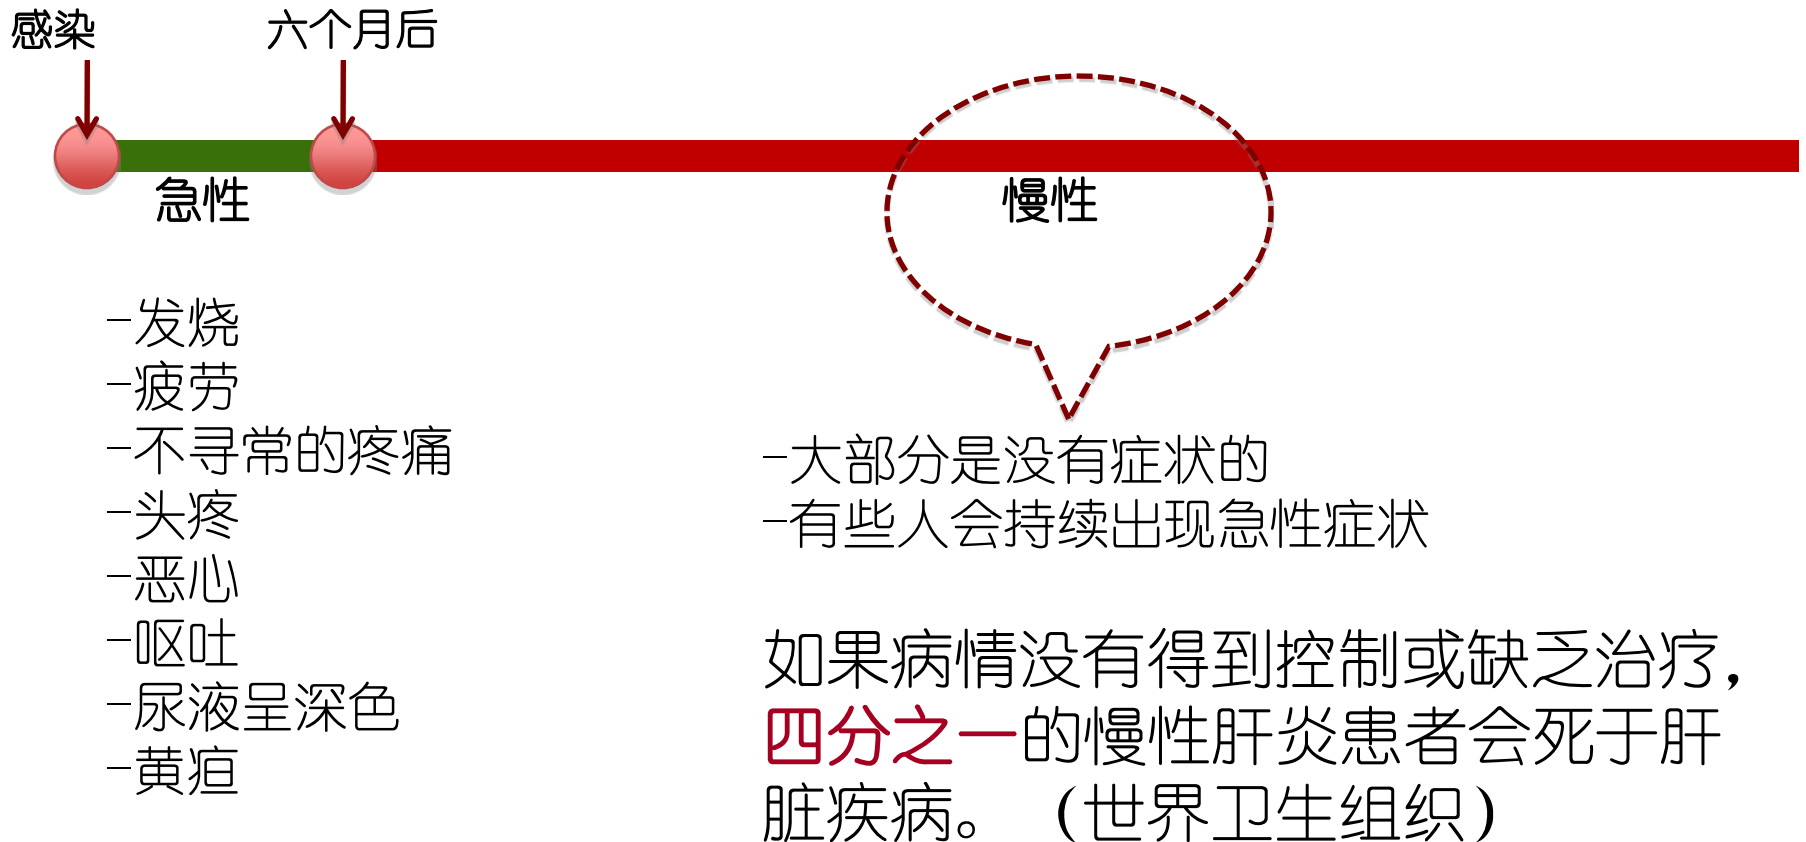 感染
六个月后
急性
慢性
–发烧
–疲劳
–不寻常的疼痛
–头疼
–恶心
–呕吐
–尿液呈深色
–黄疸
–大部分是没有症状的
–有些人会持续出现急性症状
如果病情没有得到控制或缺乏治疗，
四分之一的慢性肝炎患者会死于肝
脏疾病。（世界卫生组织）